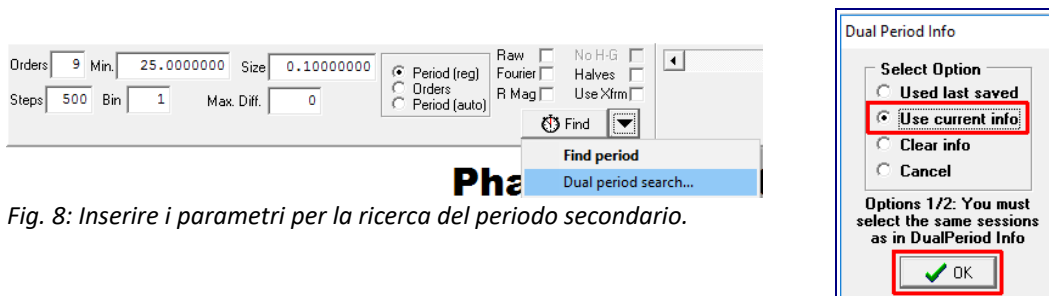 Orders 9 Min. 25.0000000 Size 0.10000000
Steps 500 Bin 1 Max. Diff. 0
Period (reg)
Orders
Period (auto)
Raw No H-G
Fourier Halves
R Mag Use Xfrm
Find
Find period
Dual period search...
Pha
Fig. 8: Inserire i parametri per la ricerca del periodo secondario.
Dual Period Info
Select Option
Used last saved
Use current info
Clear info
Cancel
Options 1/2: You must
select the same sessions
as in DualPeriod Info
OK